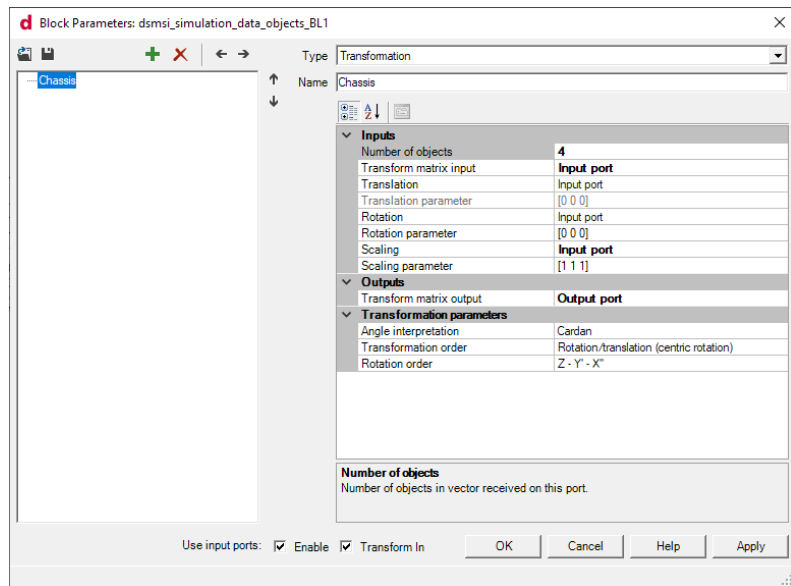 Block Parameters: dsmsi_simulation_data_objects_BL1
Type Transformation
Chassis
Name Chassis
Inputs
Number of objects 4
Transform matrix input Input port
Translation Input port
Translation parameter [0 0 0]
Rotation Input port
Rotation parameter [0 0 0]
Scaling Input port
Scaling parameter [1 1 1]
Outputs
Transform matrix output Output port
Transformation parameters
Angle interpretation Cardan
Transformation order Rotation/translation (centric rotation)
Rotation order Z - Y' - X''
Number of objects
Number of objects in vector received on this port.
Use input ports: Enable Transform In OK Cancel Help Apply